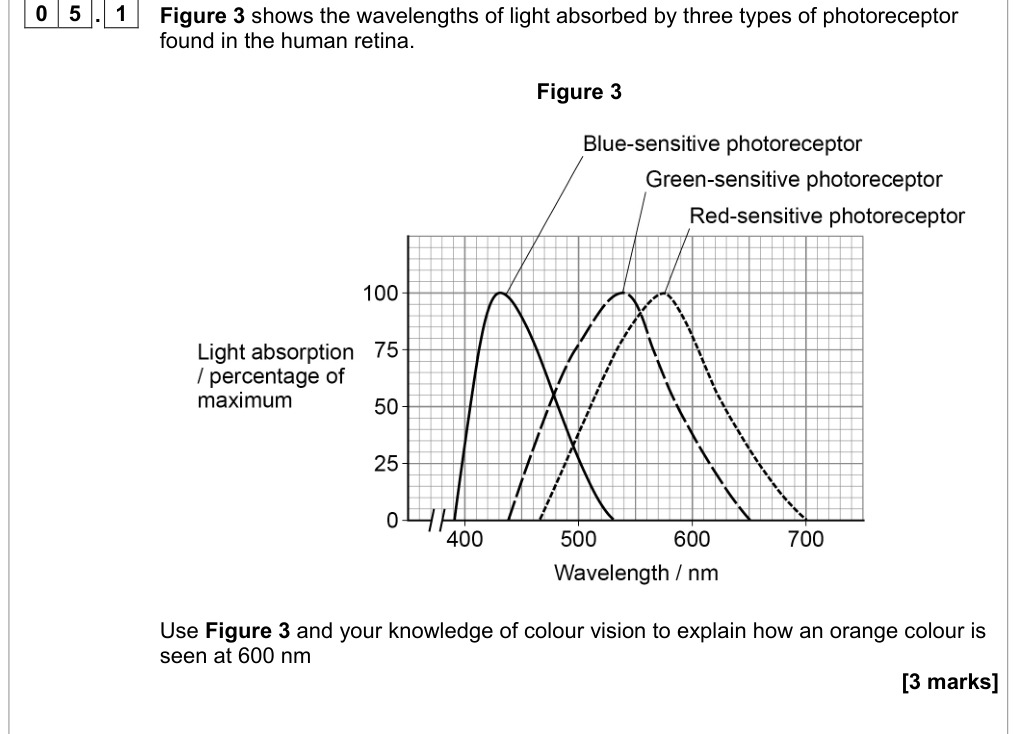 0 5 . 1 Figure 3 shows the wavelengths of light absorbed by three types of photoreceptor
found in the human retina.
Figure 3
Blue-sensitive photoreceptor
Green-sensitive photoreceptor
Red-sensitive photoreceptor
Light absorption
/ percentage of
maximum
100
75
50
25
0
400 500 600 700
Wavelength / nm
Use Figure 3 and your knowledge of colour vision to explain how an orange colour is
seen at 600 nm
[3 marks]